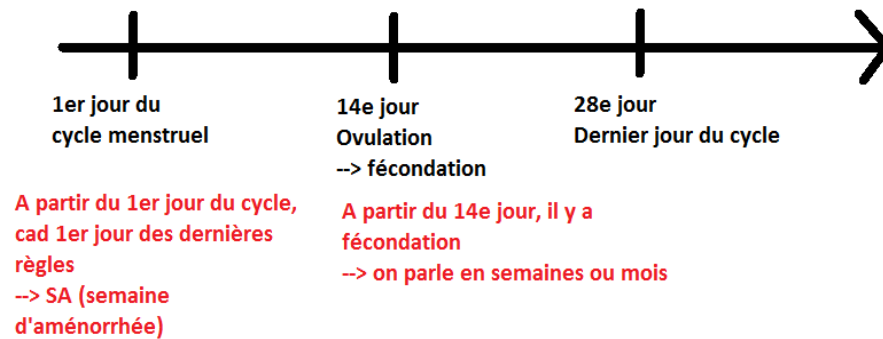 1er jour du
cycle menstruel
14e jour
Ovulation
--> fécondation
28e jour
Dernier jour du cycle
A partir du 1er jour du cycle,
cad 1er jour des dernières
règles
--> SA (semaine
d'aménorrhée)
A partir du 14e jour, il y a
fécondation
--> on parle en semaines ou mois